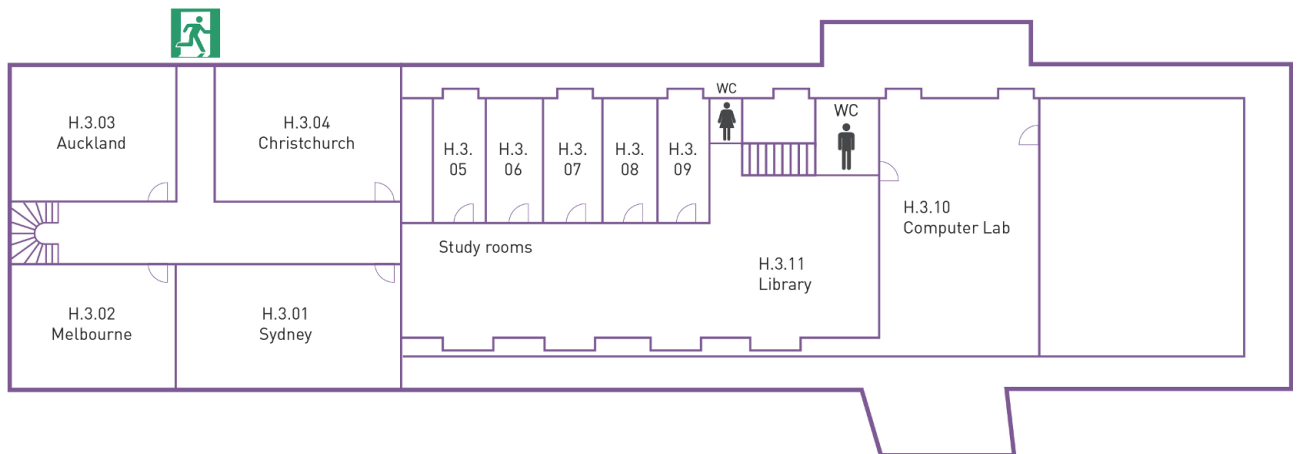 H.3.03
Auckland
H.3.04
Christchurch
H.3.
05
H.3.
06
H.3.
07
H.3.
08
H.3.
09
WC
WC
H.3.10
Computer Lab
Study rooms
H.3.11
Library
H.3.02
Melbourne
H.3.01
Sydney